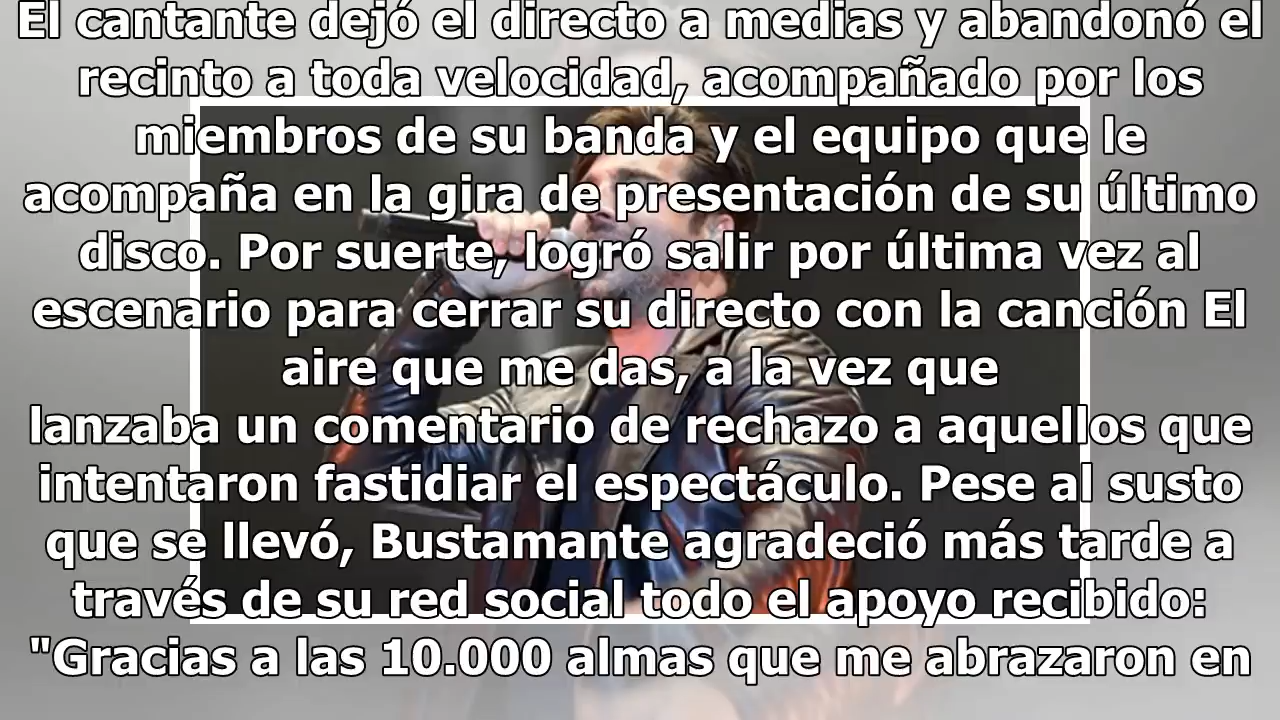 El cantante dejó el directo a medias y abandonó el
recinto a toda velocidad, acompañado por los
miembros de su banda y el equipo que le
acompaña en la gira de presentación de su último
disco. Por suerte, logró salir por última vez al
escenario para cerrar su directo con la canción El
aire que me das, a la vez que
lanzaba un comentario de rechazo a aquellos que
intentaron fastidiar el espectáculo. Pese al susto
que se llevó, Bustamante agradeció más tarde a
través de su red social todo el apoyo recibido:
"Gracias a las 10.000 almas que me abrazaron en